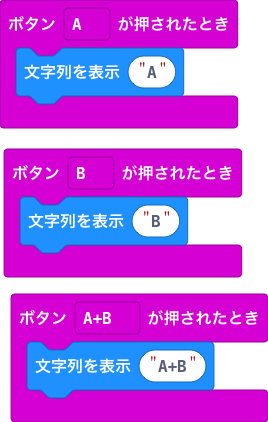 ボタン A が押されたとき
文字列を表示 "A"
ボタン B が押されたとき
文字列を表示 "B"
ボタン A+B が押されたとき
文字列を表示 "A+B"